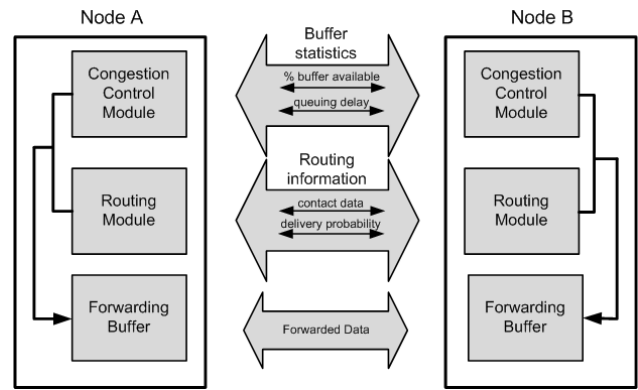 Node A
Node B
Congestion
Control
Module
Routing
Module
Forwarding
Buffer
Buffer
statistics
% buffer available
queuing delay
Routing
information
contact data
delivery probability
Forwarded Data
Congestion
Control
Module
Routing
Module
Forwarding
Buffer